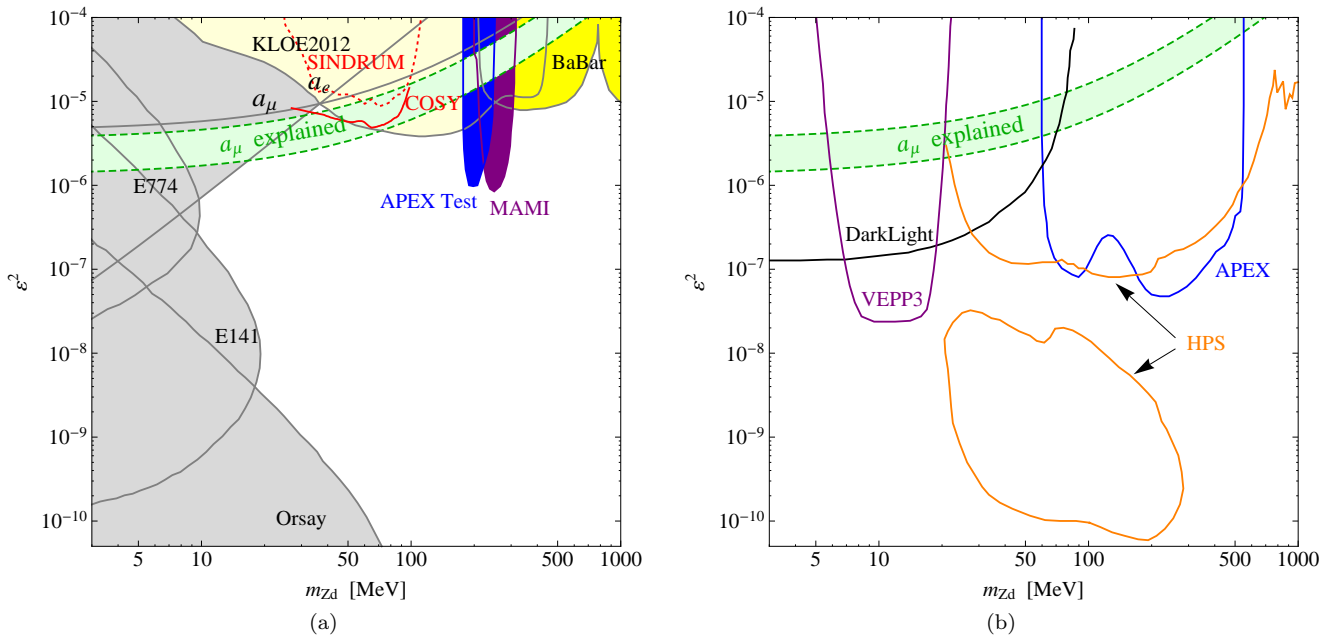 10⁻⁴
10⁻⁵
10⁻⁶
10⁻⁷
10⁻⁸
10⁻⁹
10⁻¹⁰
ε²
KLOE2012
SINDRUM
a_e
a_μ
COSY
BaBar
a_μ explained
E774
APEX Test
MAMI
E141
Orsay
5 10 50 100 500 1000
m_Zd [MeV]
(a)
10⁻⁴
10⁻⁵
10⁻⁶
10⁻⁷
10⁻⁸
10⁻⁹
10⁻¹⁰
ε²
a_μ explained
DarkLight
VEPP3
APEX
HPS
5 10 50 100 500 1000
m_Zd [MeV]
(b)